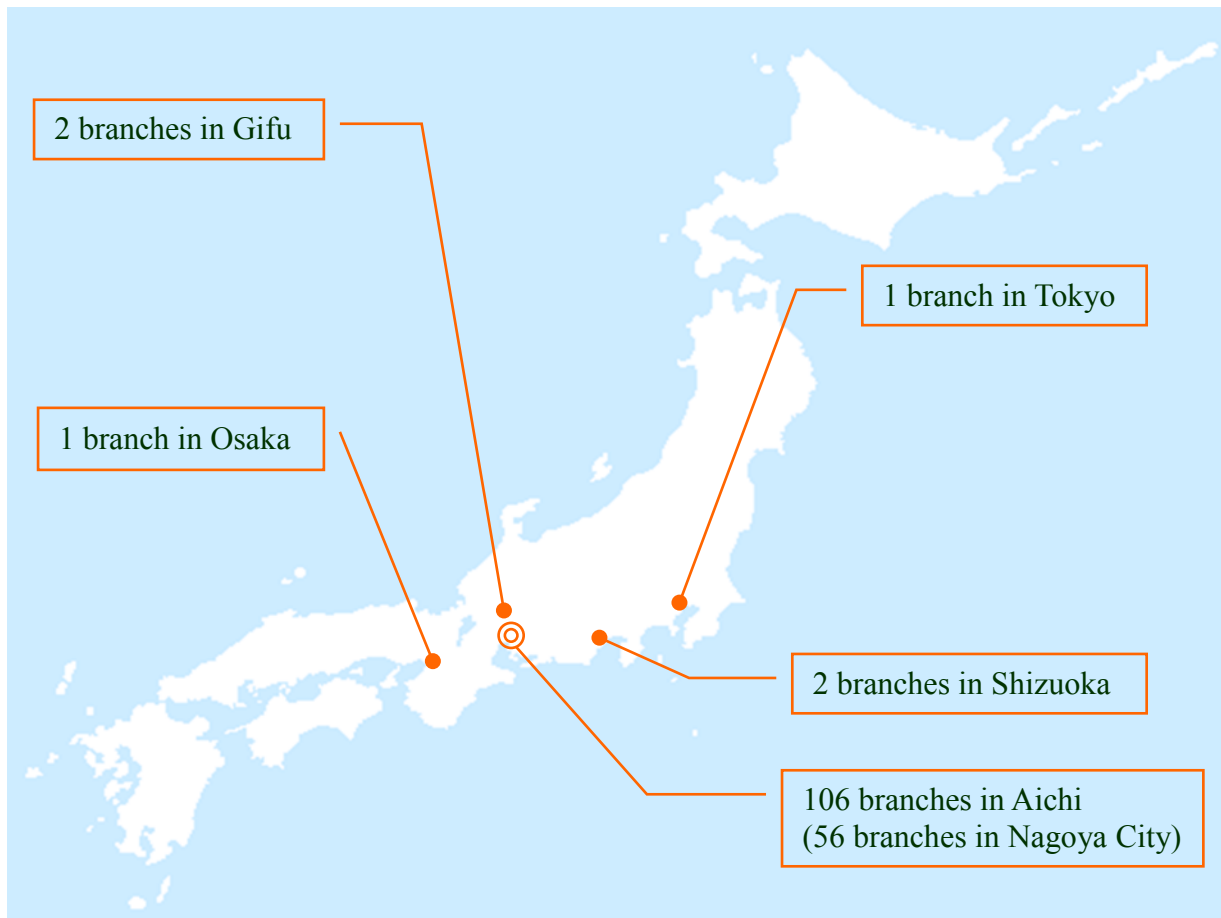 2 branches in Gifu
1 branch in Tokyo
1 branch in Osaka
2 branches in Shizuoka
106 branches in Aichi
(56 branches in Nagoya City)